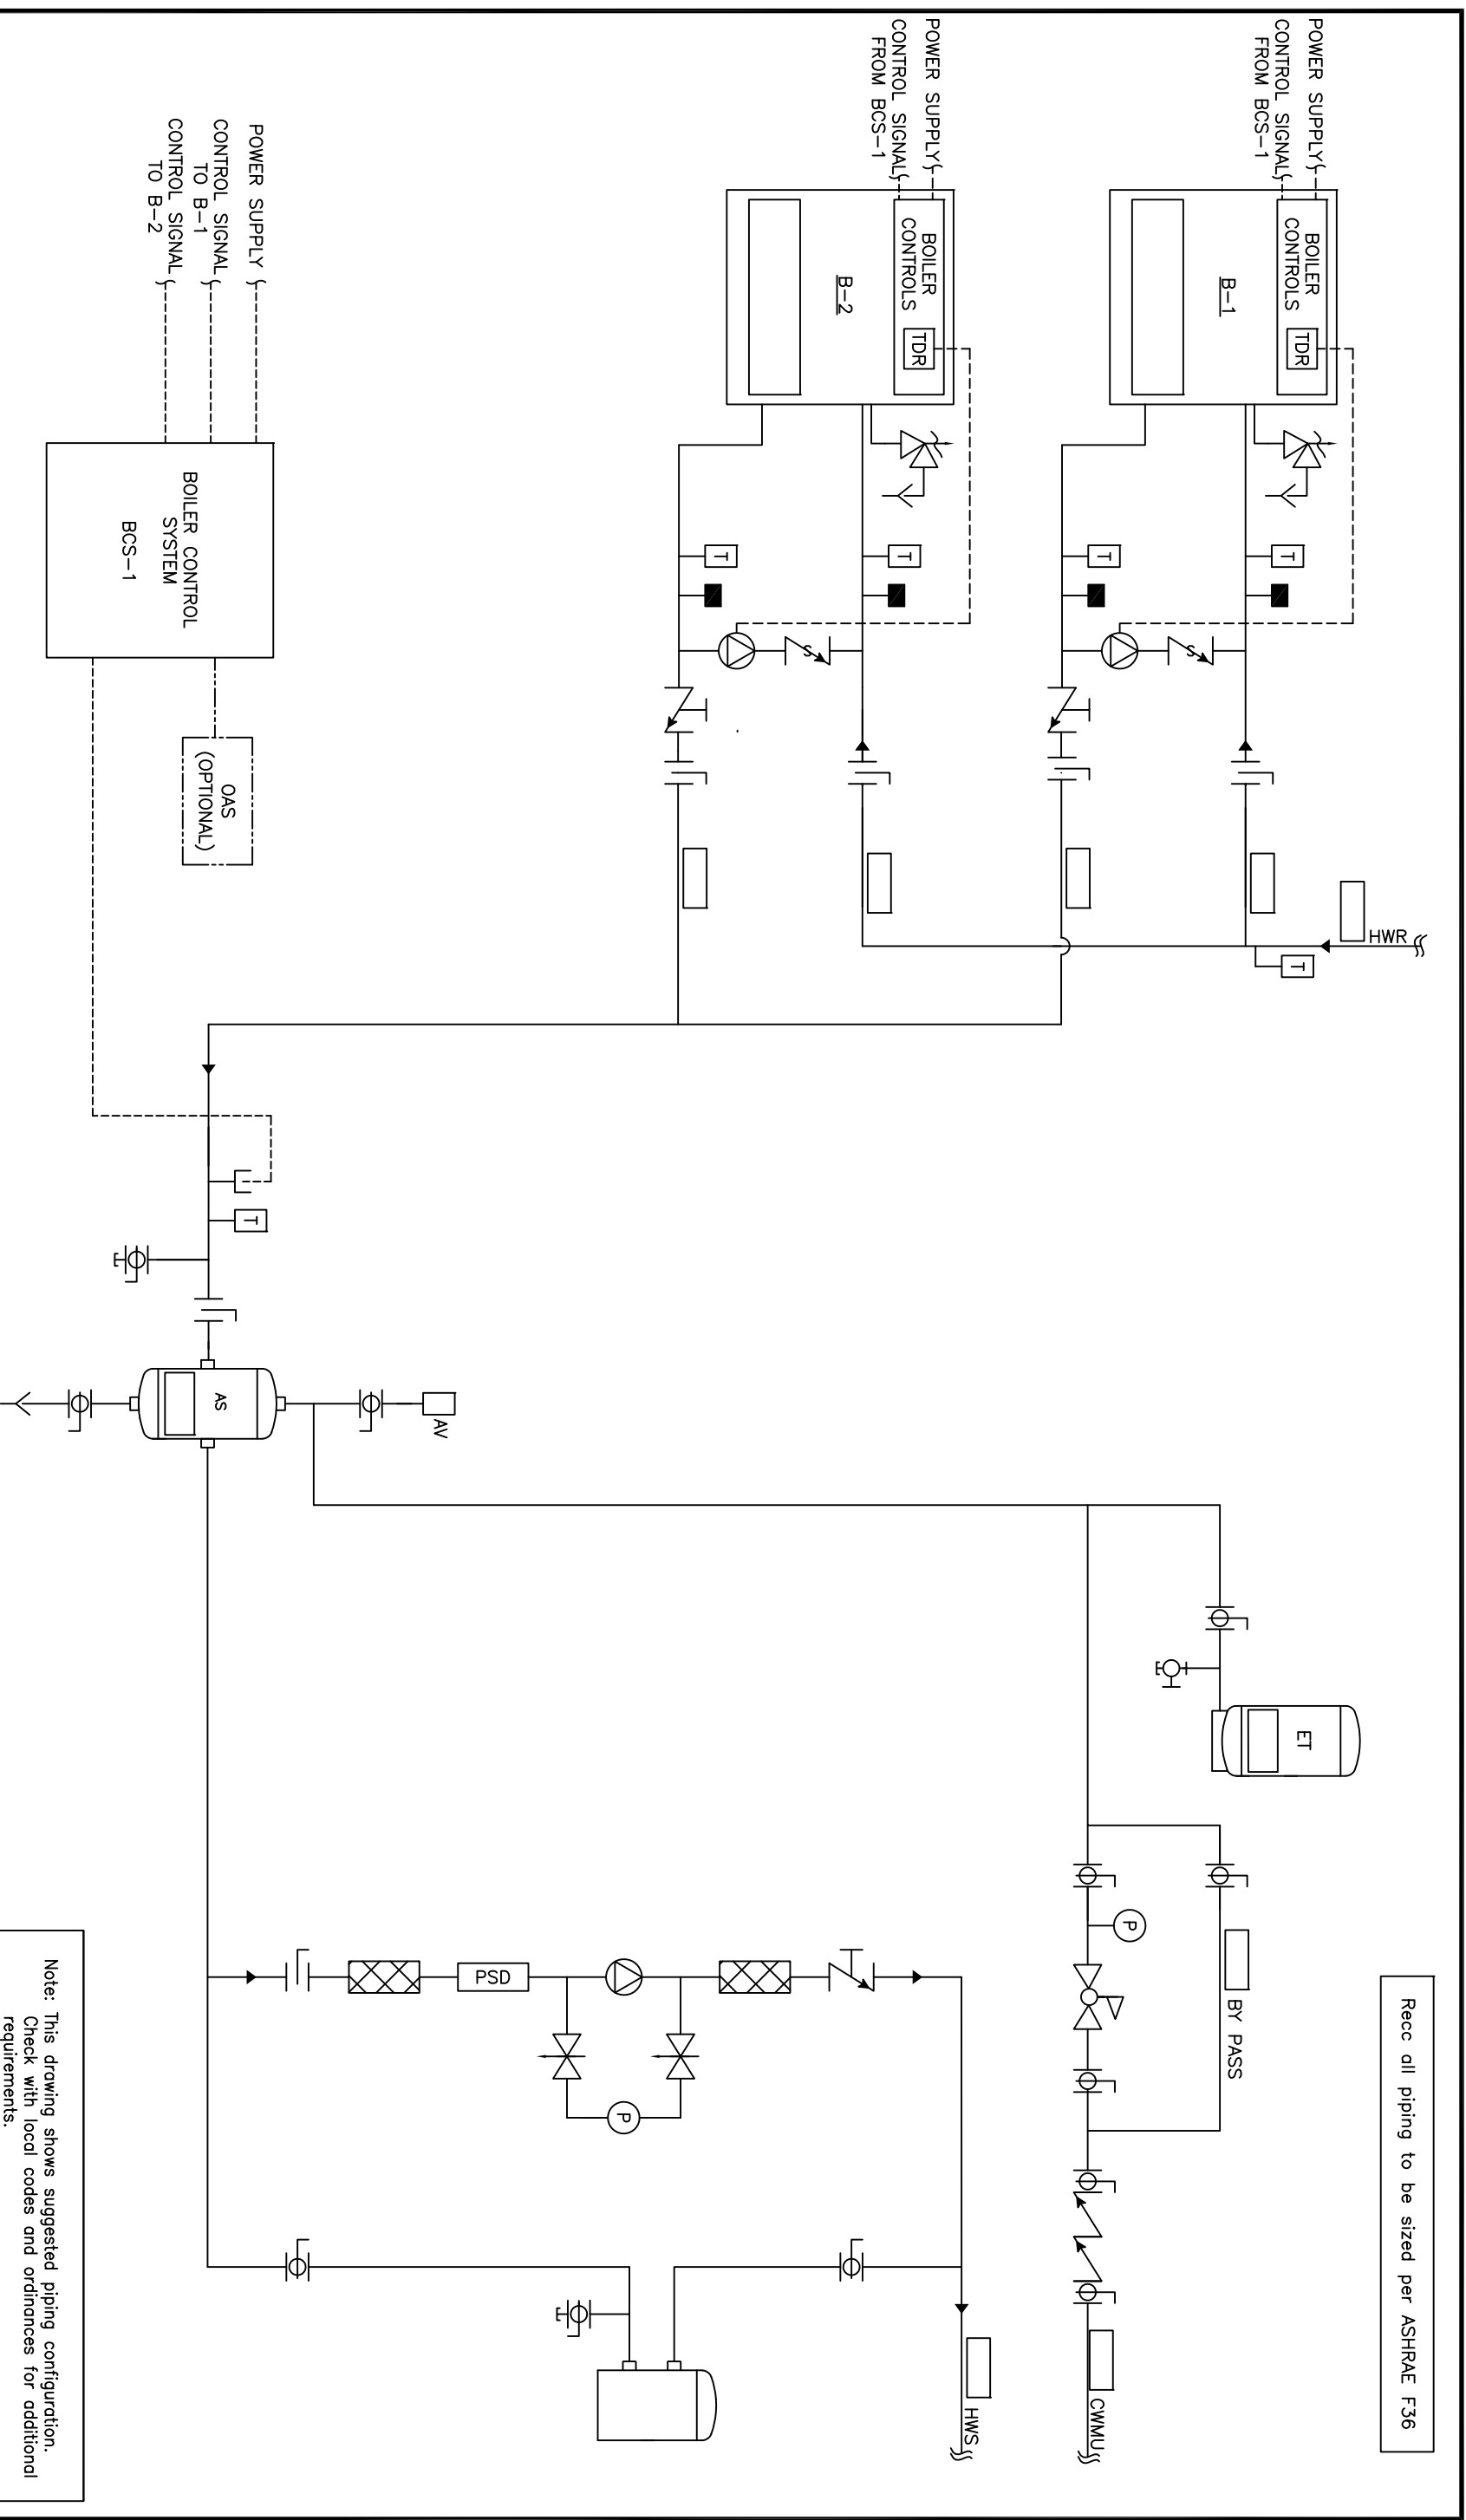 POWER SUPPLY
CONTROL SIGNAL
FROM BCS-1
BOILER
CONTROLS
TDR
B-1
T
T
POWER SUPPLY
CONTROL SIGNAL
FROM BCS-1
BOILER
CONTROLS
TDR
B-2
T
T
S
S
HWR
T
POWER SUPPLY
CONTROL SIGNAL
TO B-1
CONTROL SIGNAL
TO B-2
BOILER CONTROL
SYSTEM
BCS-1
OAS
(OPTIONAL)
T
AS
AV
ET
P
BY PASS
CWMU
PSD
P
HWS
Recc all piping to be sized per ASHRAE F36
Note: This drawing shows suggested piping configuration.
Check with local codes and ordinances for additional
requirements.